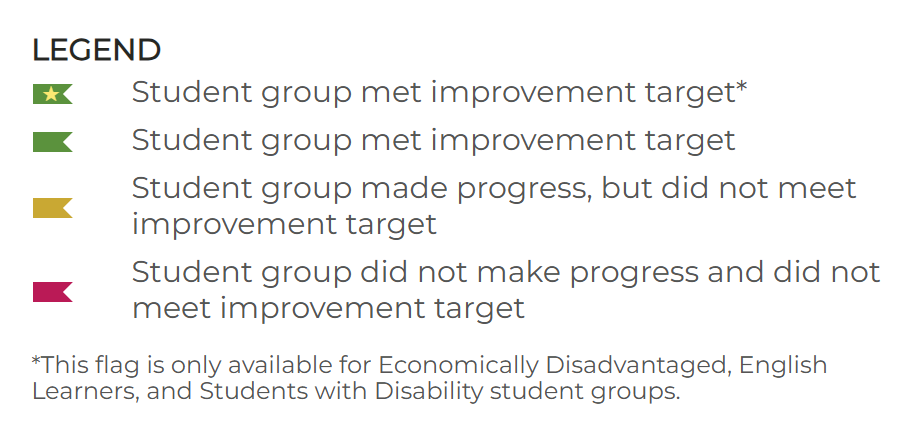 LEGEND
Student group met improvement target*
Student group met improvement target
Student group made progress, but did not meet
improvement target
Student group did not make progress and did not
meet improvement target
*This flag is only available for Economically Disadvantaged, English
Learners, and Students with Disability student groups.